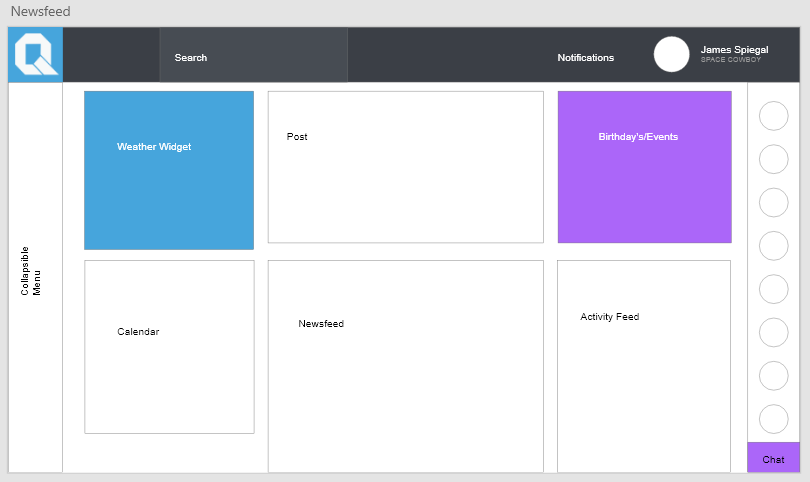 Newsfeed
Search
Notifications
James Spiegal
SPACE COWBOY
Weather Widget
Post
Birthday's/Events
Collapsible
Menu
Calendar
Newsfeed
Activity Feed
Chat